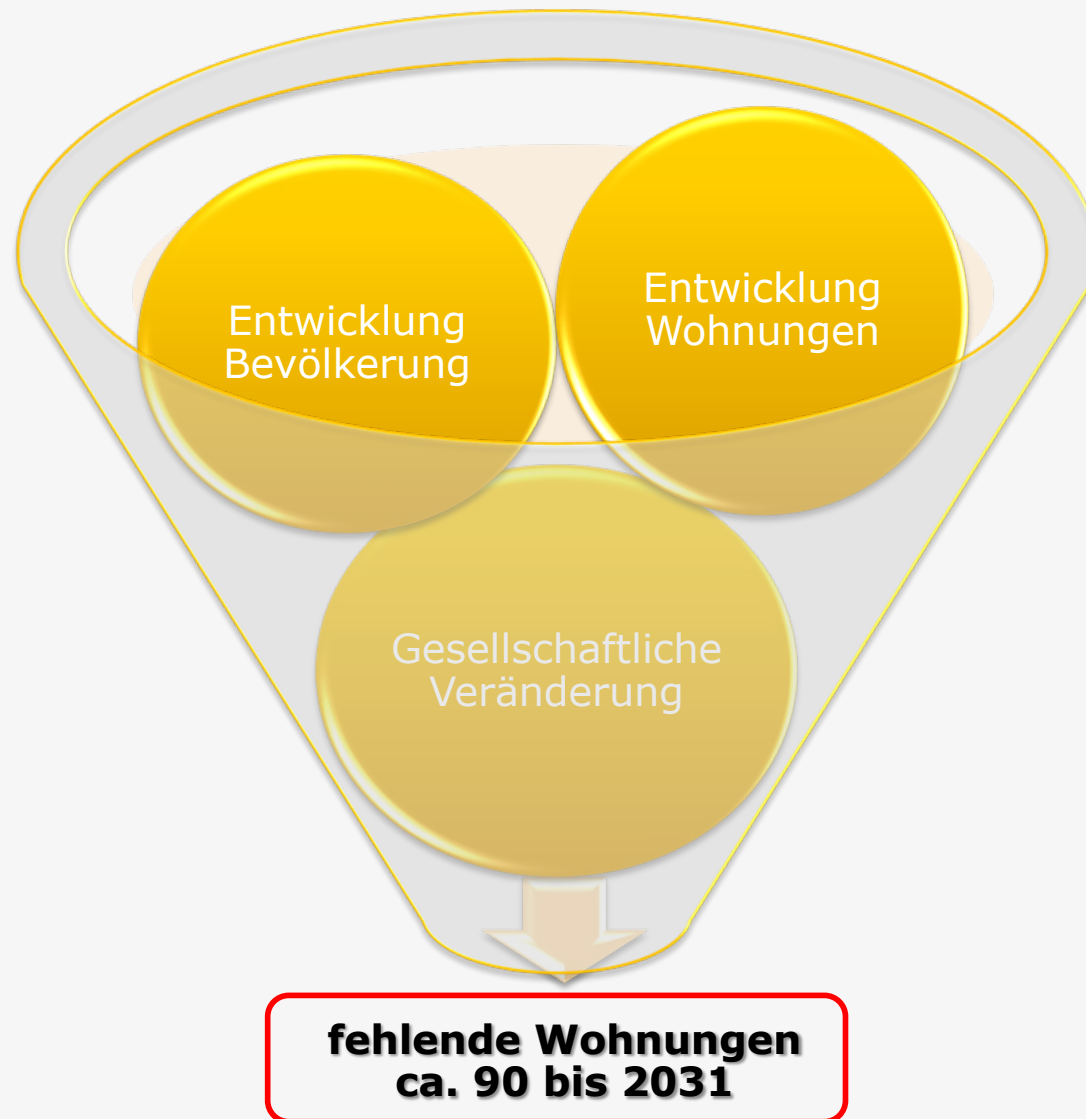 Entwicklung
Bevölkerung
Entwicklung
Wohnungen
Gesellschaftliche
Veränderung
fehlende Wohnungen
ca. 90 bis 2031